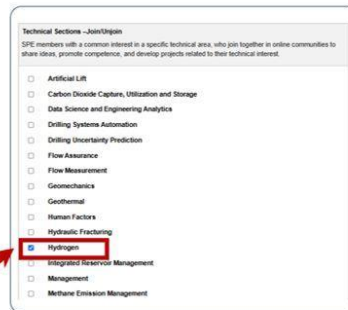 Technical Sections –Join/Unjoin
SPE members with a common interest in a specific technical area, who join together in online communities to
share ideas, promote competence, and develop projects related to their technical interest.
Artificial Lift
Carbon Dioxide Capture, Utilization and Storage
Data Science and Engineering Analytics
Drilling Systems Automation
Drilling Uncertainty Prediction
Flow Assurance
Flow Measurement
Geomechanics
Geothermal
Human Factors
Hydraulic Fracturing
Hydrogen
Integrated Reservoir Management
Management
Methane Emission Management